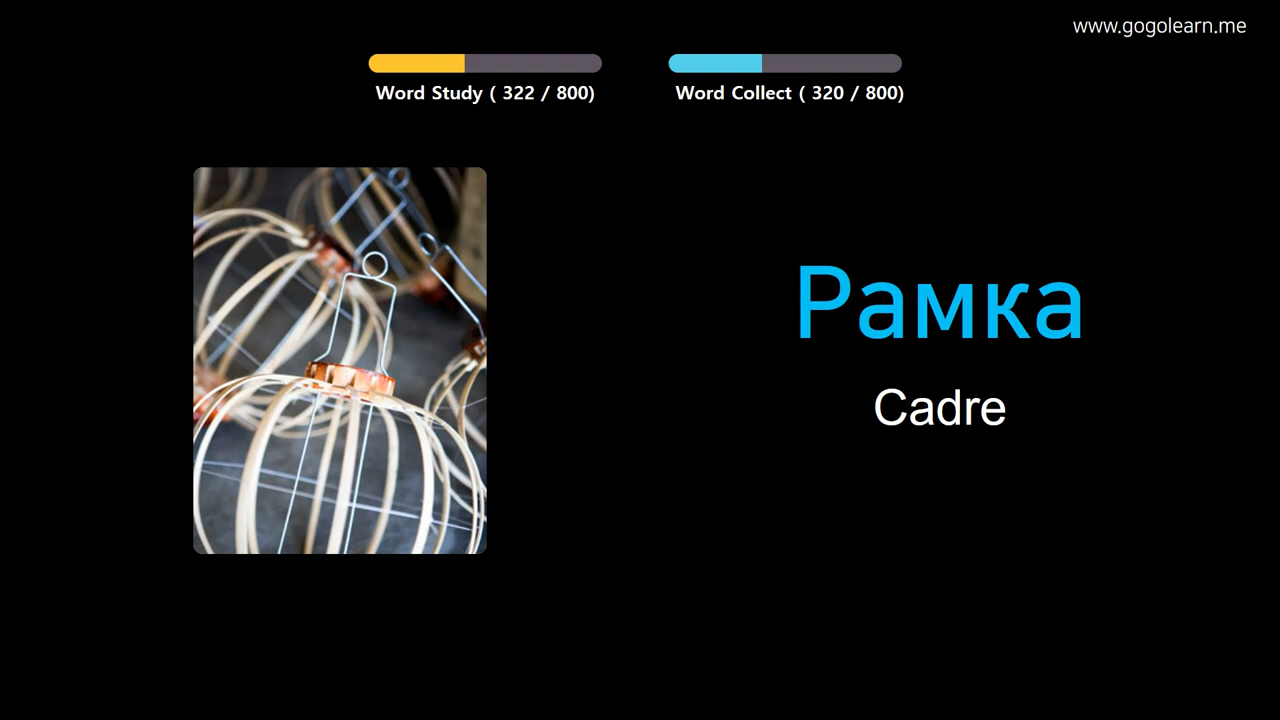 www.gogolearn.me
Word Study ( 322 / 800)
Word Collect ( 320 / 800)
Рамка
Cadre